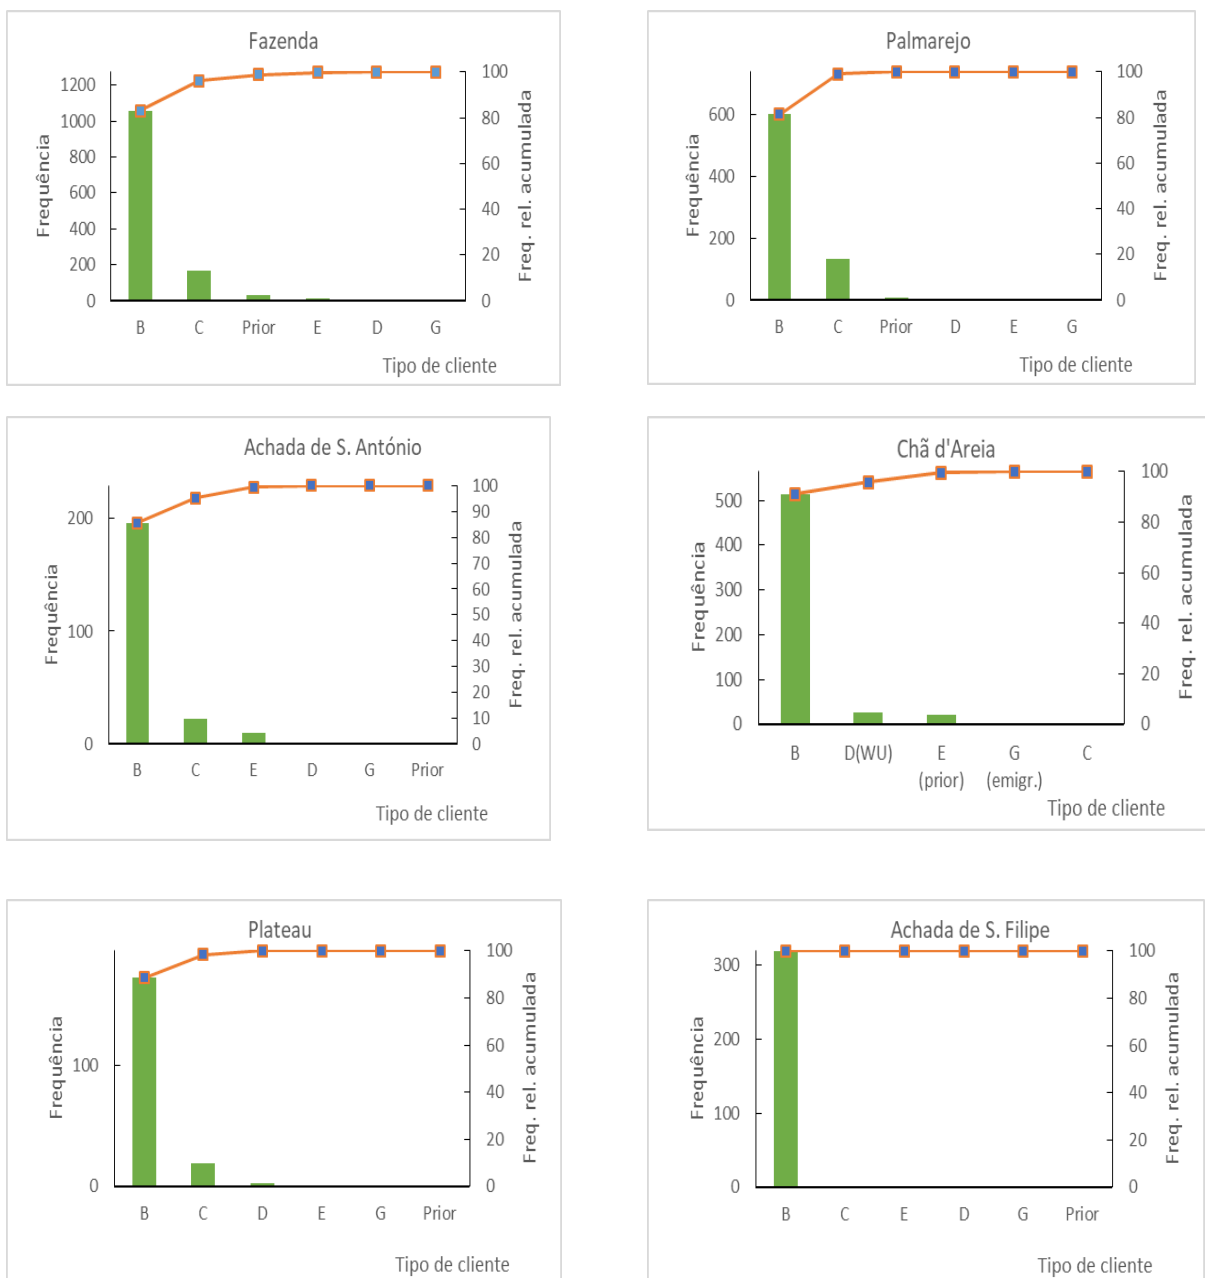 Fazenda
1200
1000
800
600
400
200
0
Frequência
100
80
60
40
20
0
Freq. rel. acumulada
B C Prior E D G
Tipo de cliente
Palmarejo
600
400
200
0
Frequência
100
80
60
40
20
0
Freq. rel. acumulada
B C Prior D E G
Tipo de cliente
Achada de S. António
200
100
0
Frequência
100
90
80
70
60
50
40
30
20
10
0
Freq. rel. acumulada
B C E D G Prior
Tipo de cliente
Chã d'Areia
500
400
300
200
100
0
Frequência
100
80
60
40
20
0
Freq. rel. acumulada
B D(WU) E G C
(prior) (emigr.)
Tipo de cliente
Plateau
100
0
Frequência
100
80
60
40
20
0
Freq. rel. acumulada
B C D E G Prior
Tipo de cliente
Achada de S. Filipe
300
200
100
0
Frequência
100
80
60
40
20
0
Freq. rel. acumulada
B C E D G Prior
Tipo de cliente